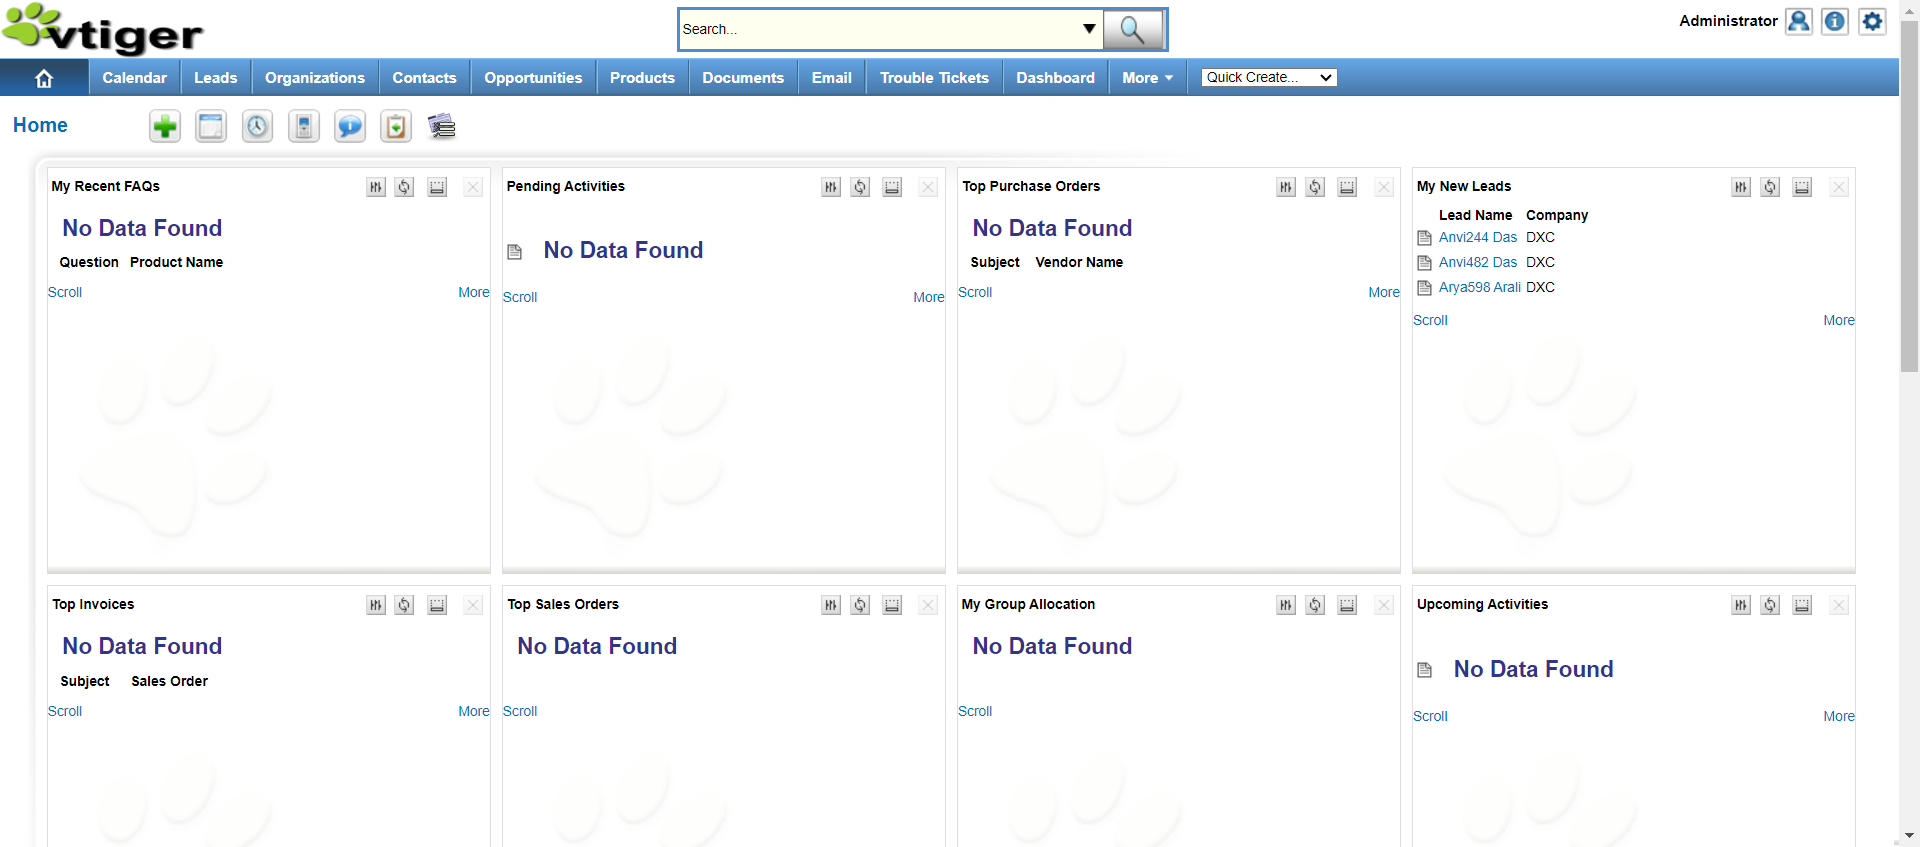 vtiger
Search...
Administrator
Calendar Leads Organizations Contacts Opportunities Products Documents Email Trouble Tickets Dashboard More Quick Create...
Home
My Recent FAQs
No Data Found
Question Product Name
Scroll More
Pending Activities
No Data Found
Scroll More
Top Purchase Orders
No Data Found
Subject Vendor Name
Scroll More
My New Leads
Lead Name Company
Anvi244 Das DXC
Anvi482 Das DXC
Arya598 Arali DXC
Scroll More
Top Invoices
No Data Found
Subject Sales Order
Scroll More
Top Sales Orders
No Data Found
Scroll
My Group Allocation
No Data Found
Scroll
Upcoming Activities
No Data Found
Scroll More